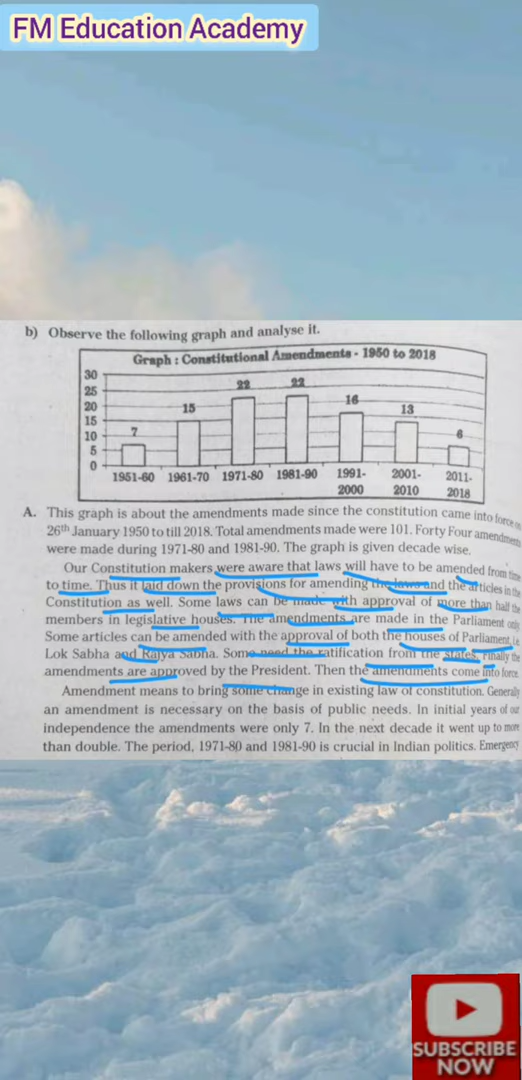 FM Education Academy
b) Observe the following graph and analyse it.
Graph : Constitutional Amendments - 1950 to 2018
30
25
20
15
10
5
0
7
15
22
22
16
13
6
1951-60 1961-70 1971-80 1981-90 1991-2000 2001-2010 2011-2018
A. This graph is about the amendments made since the constitution came into force
26th January 1950 to till 2018. Total amendments made were 101. Forty Four amendments
were made during 1971-80 and 1981-90. The graph is given decade wise.
Our Constitution makers were aware that laws will have to be amended from time
to time. Thus it laid down the provisions for amending the laws and the articles in the
Constitution as well. Some laws can be made with approval of more than half the
members in legislative houses. The amendments are made in the Parliament only
Some articles can be amended with the approval of both the houses of Parliament, i.e
Lok Sabha and Rajya Sabha. Some need the ratification from the states. Finally the
amendments are approved by the President. Then the amendments come into force.
Amendment means to bring some change in existing law of constitution. Generally
an amendment is necessary on the basis of public needs. In initial years of our
independence the amendments were only 7. In the next decade it went up to more
than double. The period, 1971-80 and 1981-90 is crucial in Indian politics. Emergency
SUBSCRIBE
NOW